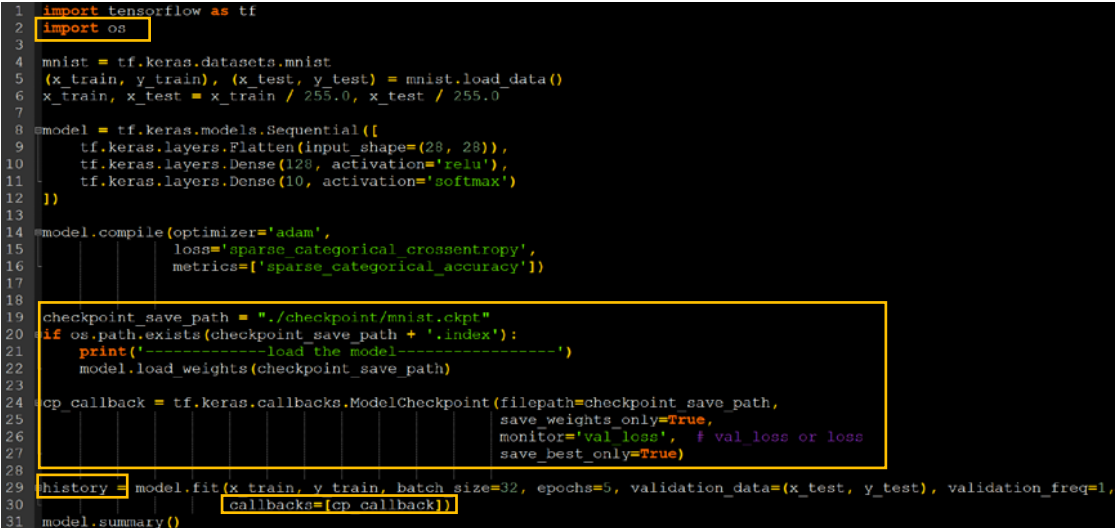 1 import tensorflow as tf
2 import os
3
4 mnist = tf.keras.datasets.mnist
5 (x_train, y_train), (x_test, y_test) = mnist.load_data()
6 x_train, x_test = x_train / 255.0, x_test / 255.0
7
8 model = tf.keras.models.Sequential([
9     tf.keras.layers.Flatten(input_shape=(28, 28)),
10     tf.keras.layers.Dense(128, activation='relu'),
11     tf.keras.layers.Dense(10, activation='softmax')
12 ])
13
14 model.compile(optimizer='adam',
15               loss='sparse_categorical_crossentropy',
16               metrics=['sparse_categorical_accuracy'])
17
18
19 checkpoint_save_path = "./checkpoint/mnist.ckpt"
20 if os.path.exists(checkpoint_save_path + '.index'):
21     print('-------------load the model-----------------')
22     model.load_weights(checkpoint_save_path)
23
24 cp_callback = tf.keras.callbacks.ModelCheckpoint(filepath=checkpoint_save_path,
25                                                  save_weights_only=True,
26                                                  monitor='val_loss',  # val_loss or loss
27                                                  save_best_only=True)
28
29 history = model.fit(x_train, y_train, batch_size=32, epochs=5, validation_data=(x_test, y_test), validation_freq=1,
30                     callbacks=[cp_callback])
31 model.summary()